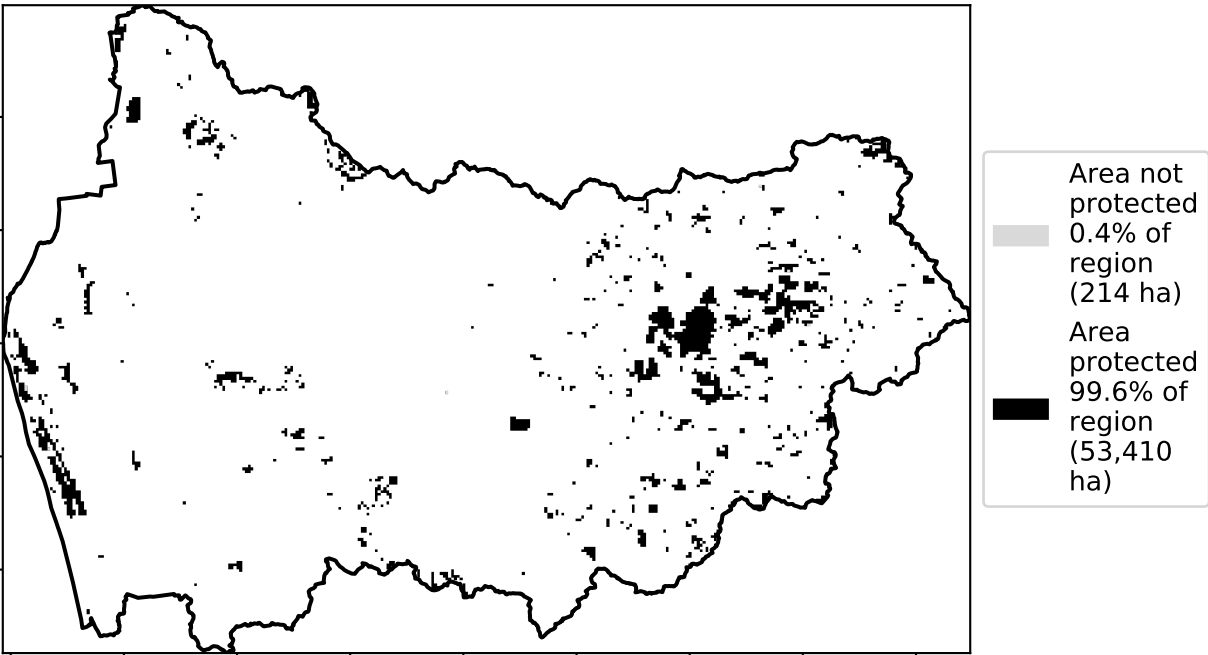 Area not
protected
0.4% of
region
(214 ha)
Area
protected
99.6% of
region
(53,410
ha)